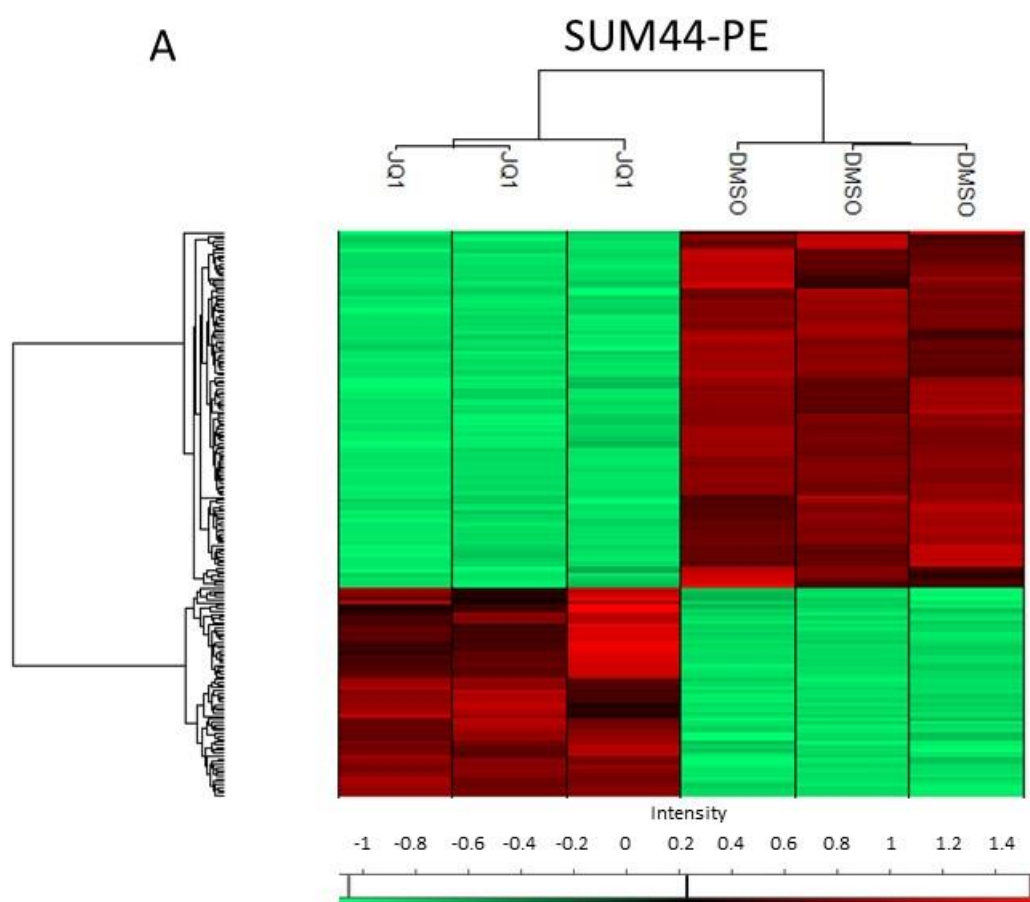 A
SUM44-PE
JQ1 JQ1 JQ1 DMSO DMSO DMSO
Intensity
-1 -0.8 -0.6 -0.4 -0.2 0 0.2 0.4 0.6 0.8 1 1.2 1.4